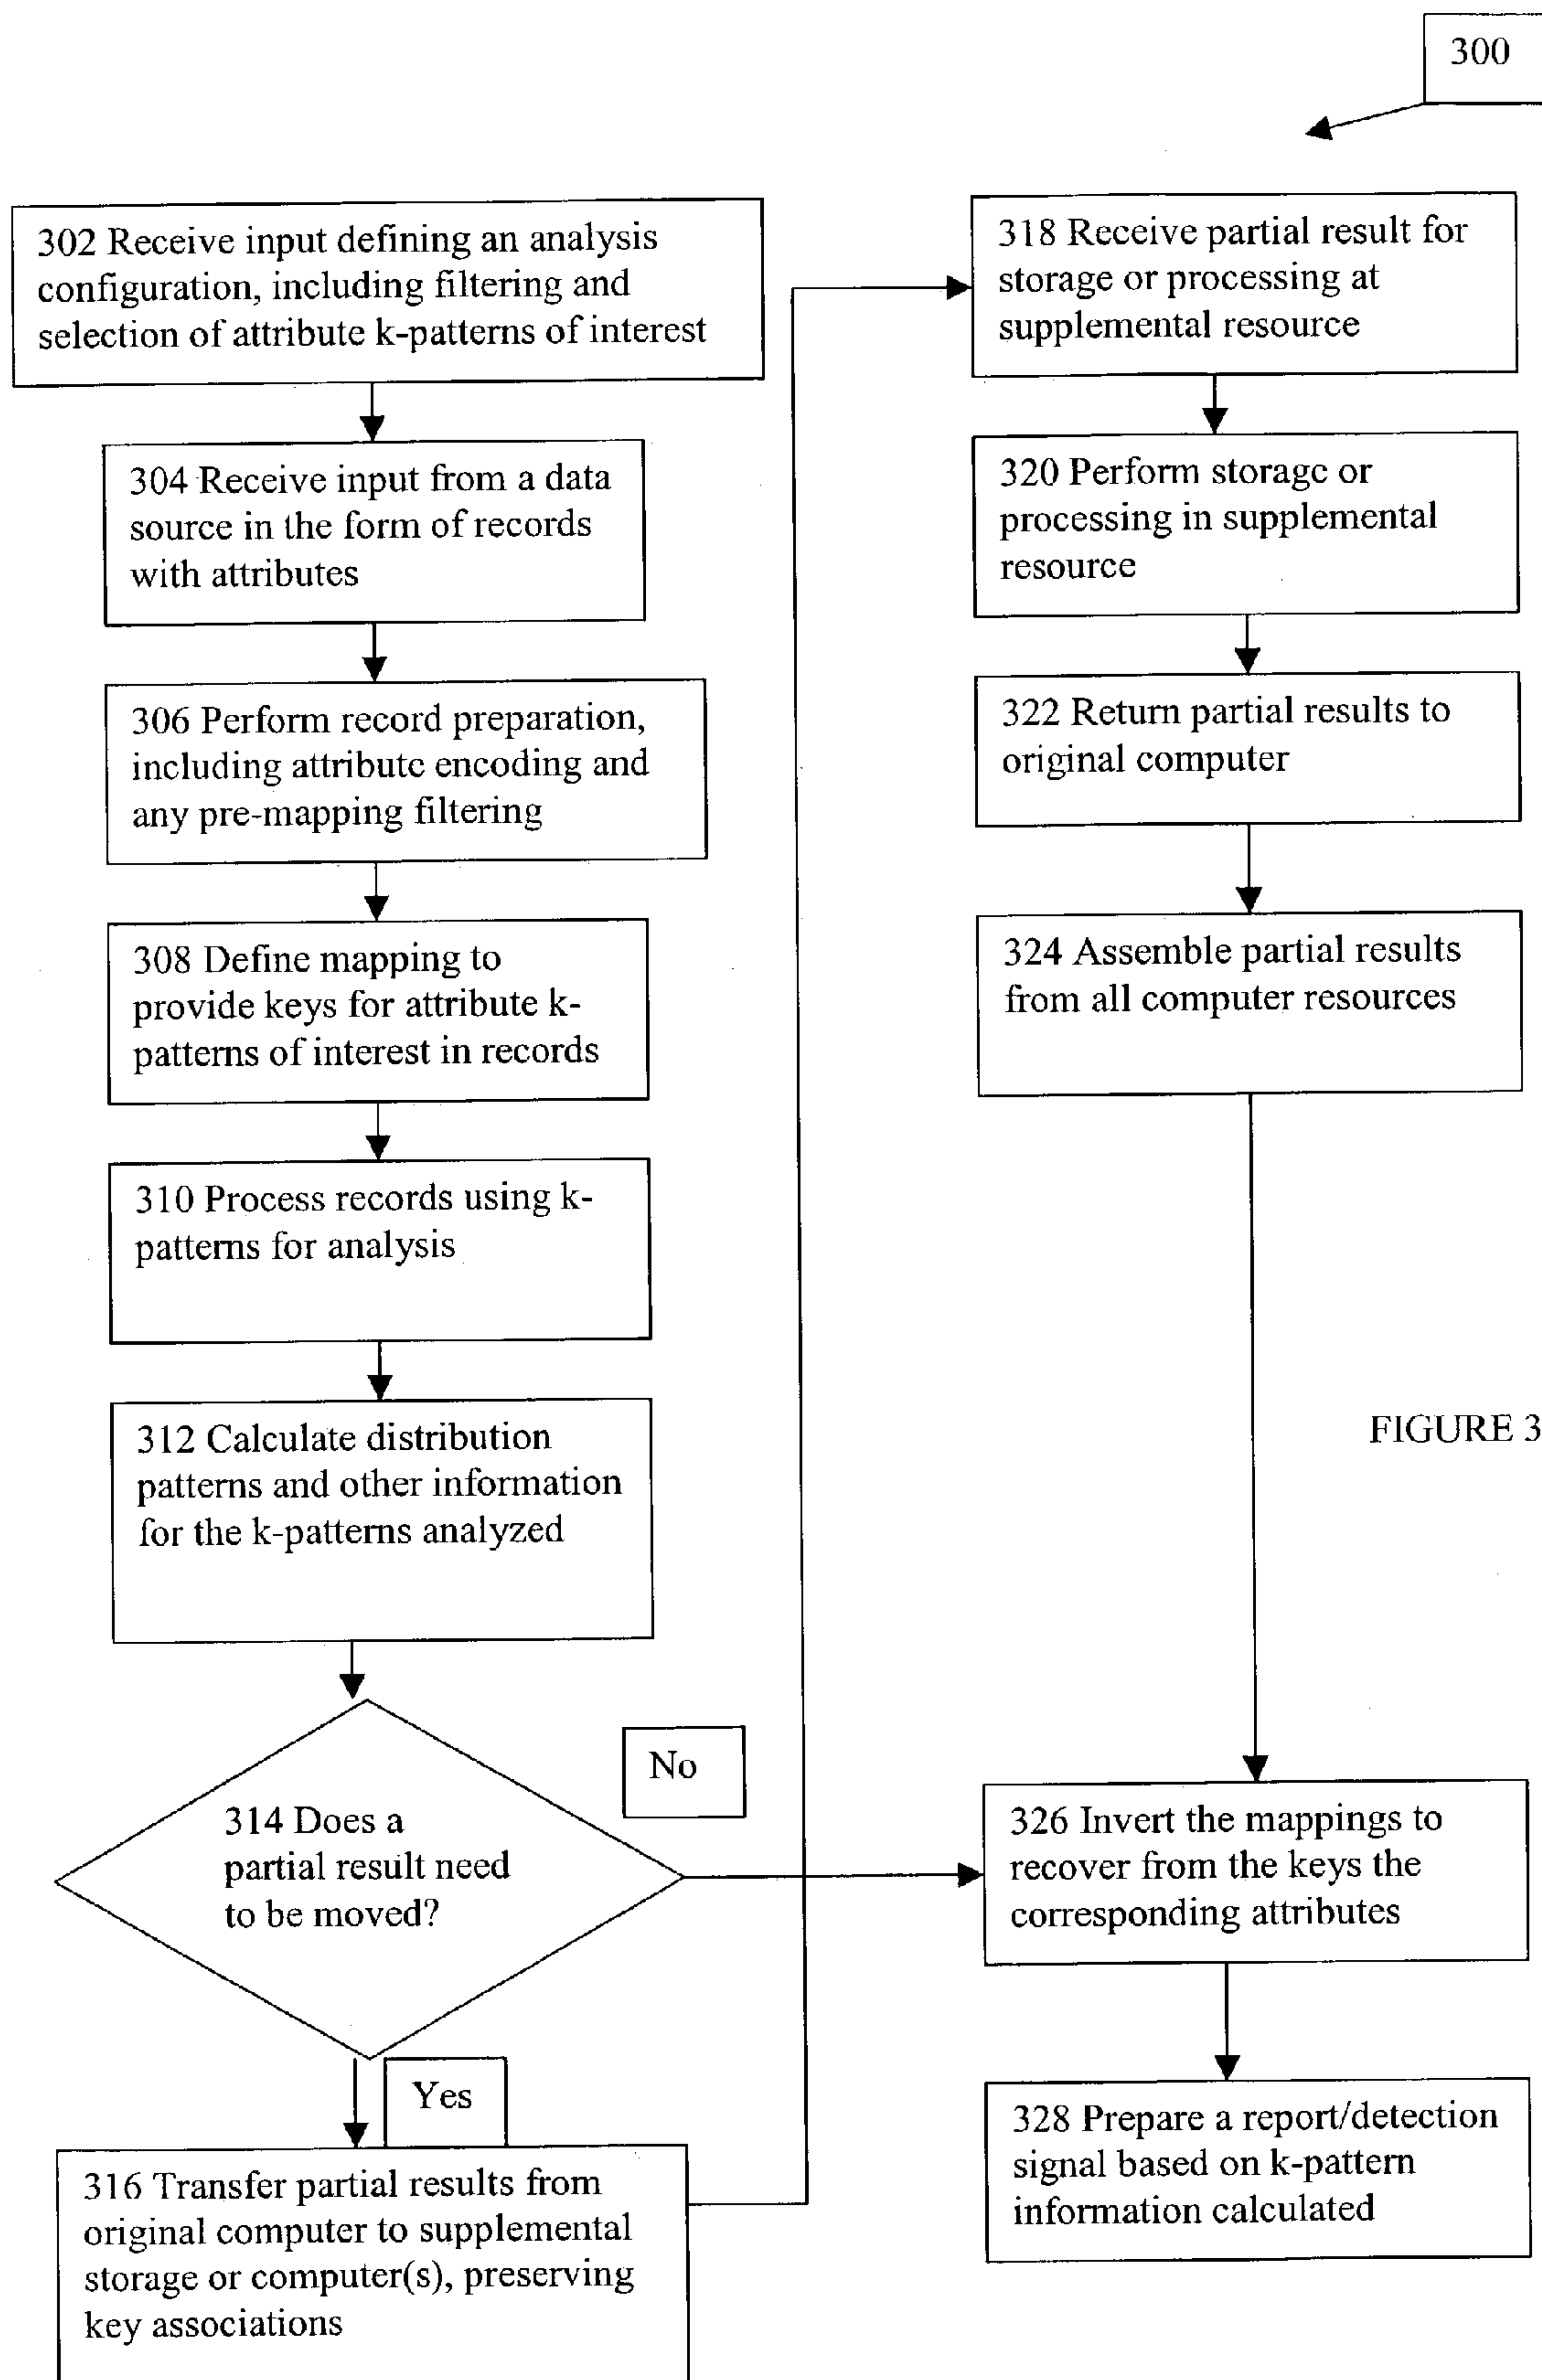 300
302 Receive input defining an analysis
configuration, including filtering and
selection of attribute k-patterns of interest
304 Receive input from a data
source in the form of records
with attributes
306 Perform record preparation,
including attribute encoding and
any pre-mapping filtering
308 Define mapping to
provide keys for attribute k-
patterns of interest in records
310 Process records using k-
patterns for analysis
312 Calculate distribution
patterns and other information
for the k-patterns analyzed
314 Does a
partial result need
to be moved?
No
Yes
316 Transfer partial results from
original computer to supplemental
storage or computer(s), preserving
key associations
318 Receive partial result for
storage or processing at
supplemental resource
320 Perform storage or
processing in supplemental
resource
322 Return partial results to
original computer
324 Assemble partial results
from all computer resources
FIGURE 3
326 Invert the mappings to
recover from the keys the
corresponding attributes
328 Prepare a report/detection
signal based on k-pattern
information calculated